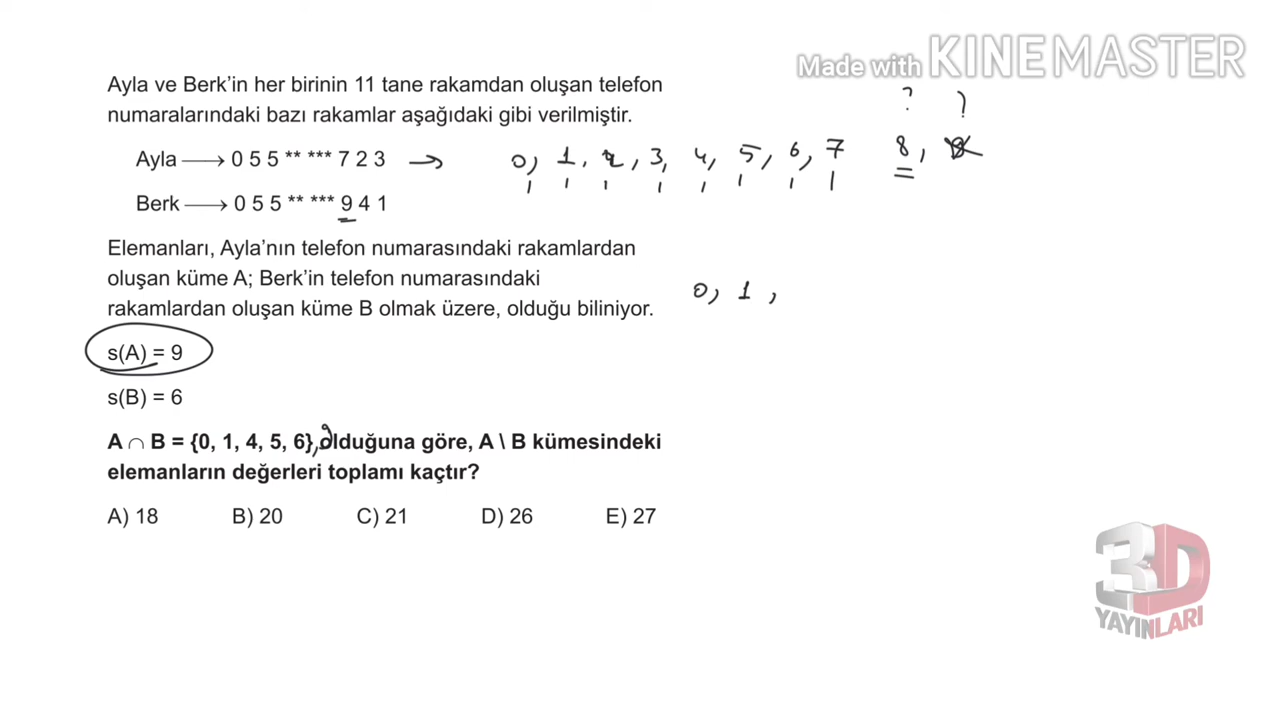 Made with KINEMASTER
Ayla ve Berk'in her birinin 11 tane rakamdan oluşan telefon
numaralarındaki bazı rakamlar aşağıdaki gibi verilmiştir.
? ?
Ayla ⟶ 0 5 5 ** *** 7 2 3 → 0, 1, 2, 3, 4, 5, 6, 7 8,
Berk ⟶ 0 5 5 ** *** 9 4 1
Elemanları, Ayla'nın telefon numarasındaki rakamlardan
oluşan küme A; Berk'in telefon numarasındaki
rakamlardan oluşan küme B olmak üzere, olduğu biliniyor.
0, 1,
s(A) = 9
s(B) = 6
A ∩ B = {0, 1, 4, 5, 6}, olduğuna göre, A \ B kümesindeki
elemanların değerleri toplamı kaçtır?
A) 18 B) 20 C) 21 D) 26 E) 27
3D
YAYINLARI